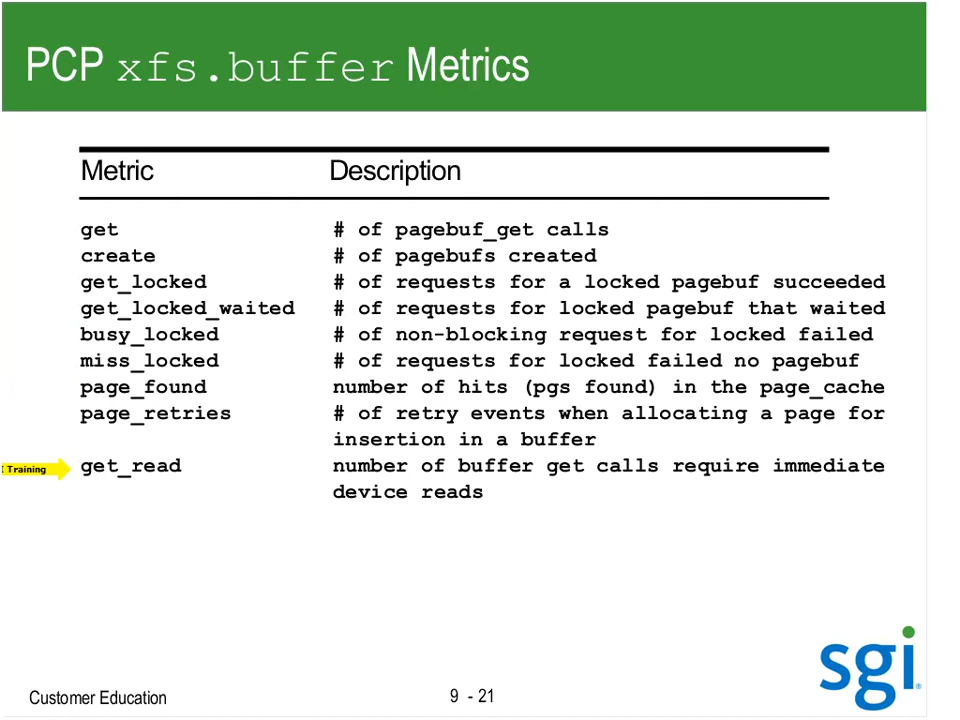 PCP xfs.buffer Metrics
Metric Description
get # of pagebuf_get calls
create # of pagebufs created
get_locked # of requests for a locked pagebuf succeeded
get_locked_waited # of requests for locked pagebuf that waited
busy_locked # of non-blocking request for locked failed
miss_locked # of requests for locked failed no pagebuf
page_found number of hits (pgs found) in the page_cache
page_retries # of retry events when allocating a page for
insertion in a buffer
Training get_read number of buffer get calls require immediate
device reads
sgi®
Customer Education 9 - 21